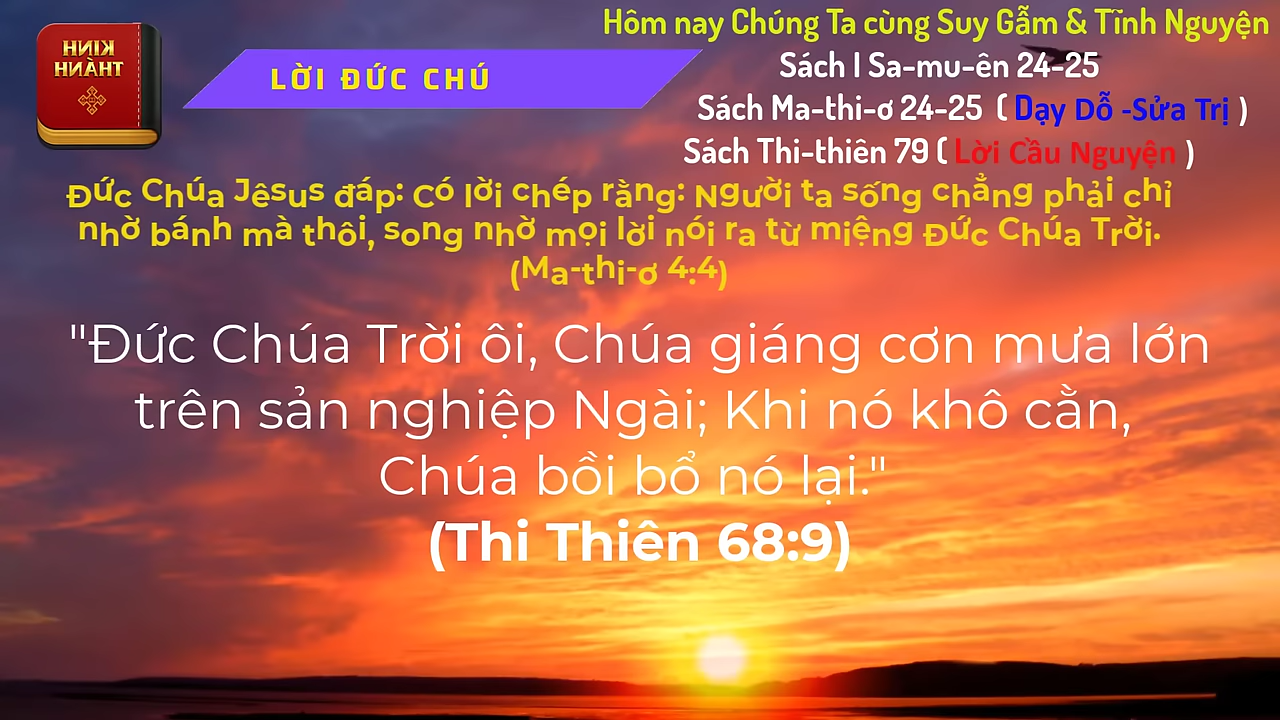 KINH
THÀNH
LỜI ĐỨC CHÚ
Hôm nay Chúng Ta cùng Suy Gẫm & Tĩnh Nguyện
Sách I Sa-mu-ên 24-25
Sách Ma-thi-ơ 24-25 ( Dạy Dỗ -Sửa Trị )
Sách Thi-thiên 79 ( Lời Cầu Nguyện )
Đức Chúa Jêsus đáp: Có lời chép rằng: Người ta sống chẳng phải chỉ
nhờ bánh mà thôi, song nhờ mọi lời nói ra từ miệng Đức Chúa Trời.
(Ma-thi-ơ 4:4)
"Đức Chúa Trời ôi, Chúa giáng cơn mưa lớn
trên sản nghiệp Ngài; Khi nó khô cằn,
Chúa bồi bổ nó lại."
(Thi Thiên 68:9)